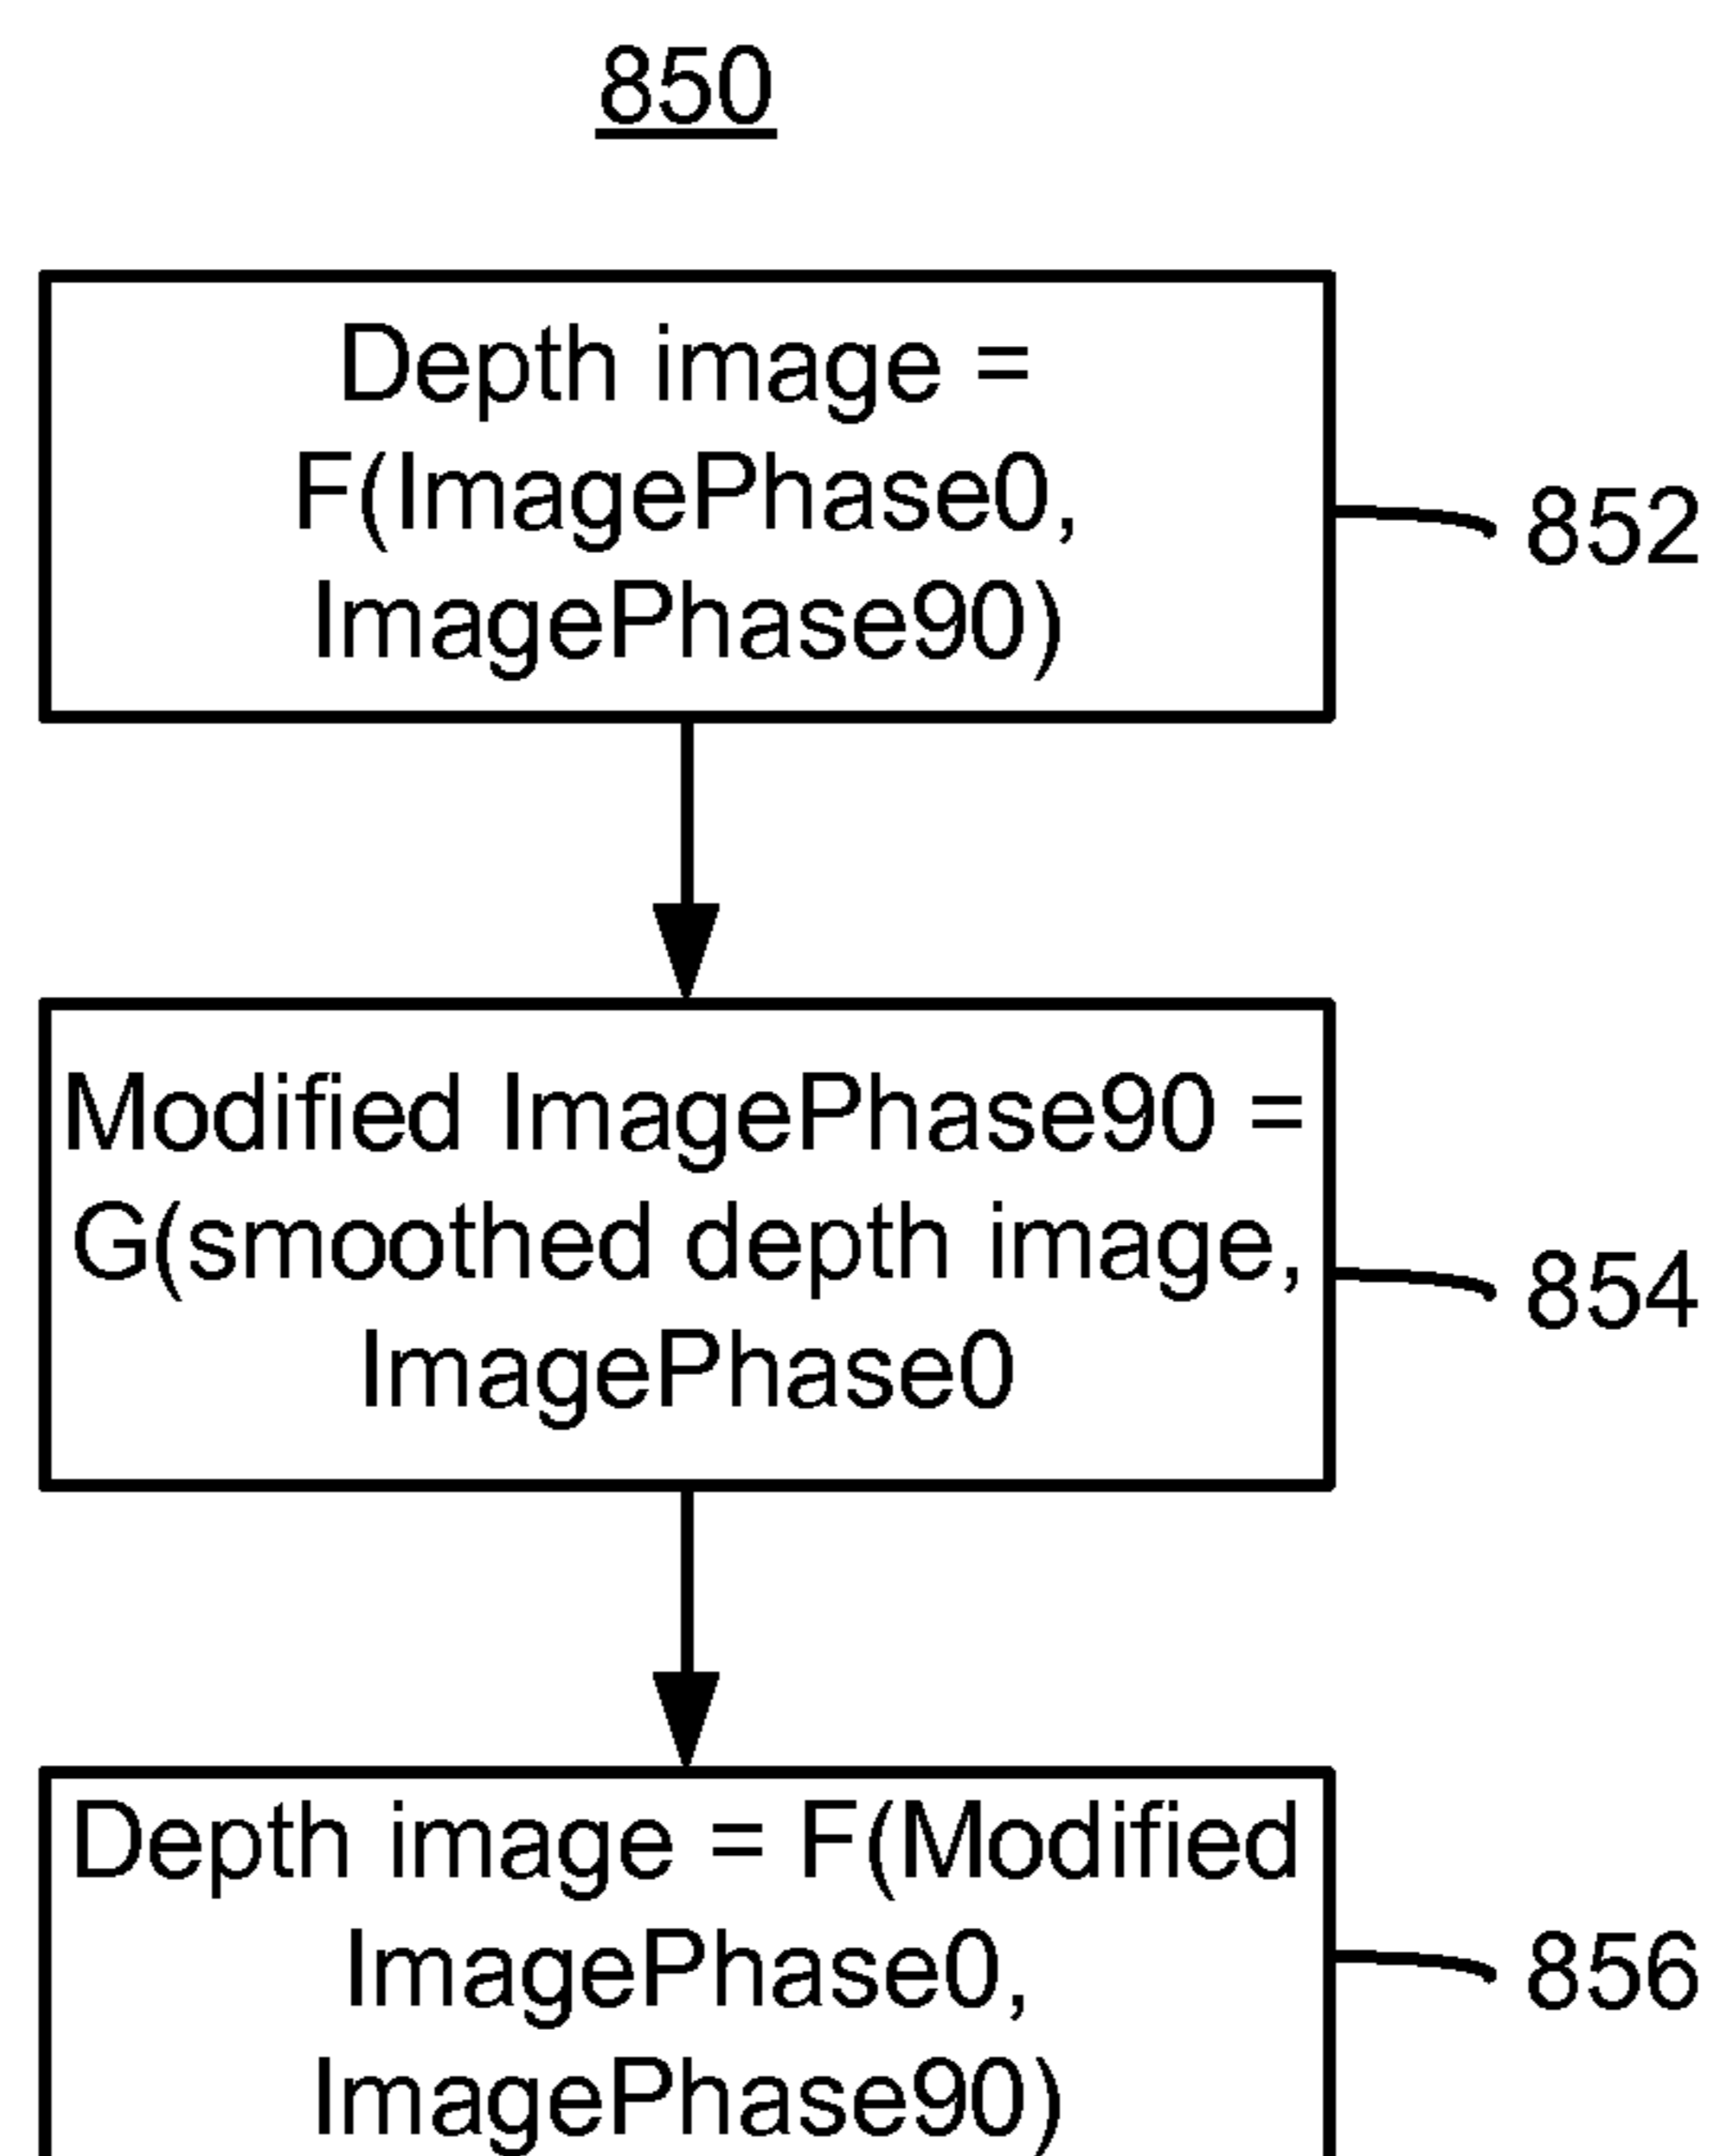 850
Depth image =
F(ImagePhase0,
ImagePhase90)
852
Modified ImagePhase90 =
G(smoothed depth image,
ImagePhase0
854
Depth image = F(Modified
ImagePhase0,
ImagePhase90)
856